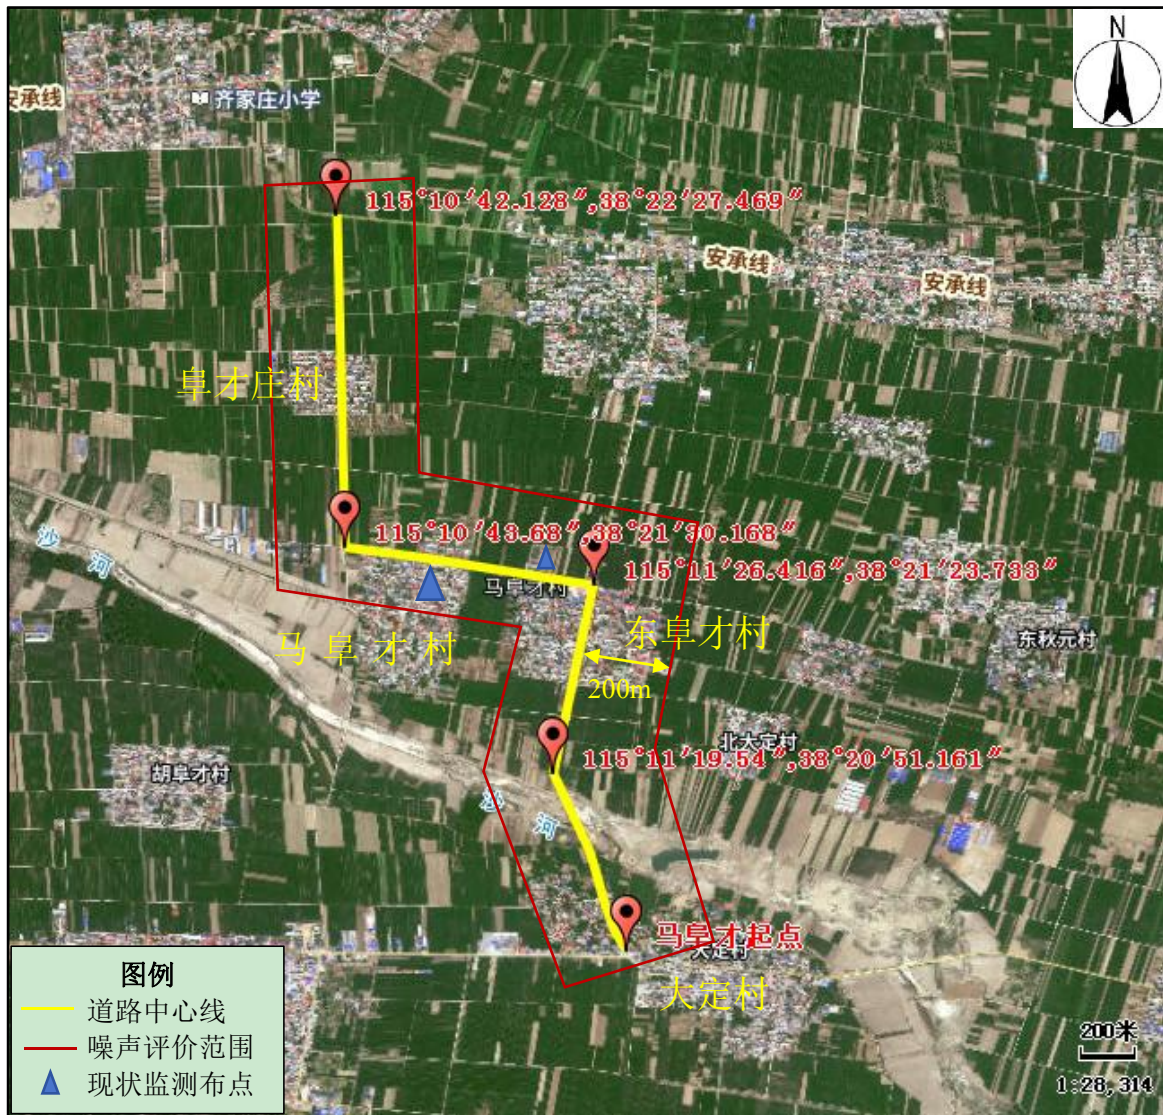 N
安承线
齐家庄小学
115°10′42.128″,38°22′27.469″
安承线
安承线
阜才庄村
沙
河
115°10′43.68″,38°21′30.168″
115°11′26.416″,38°21′23.733″
马阜才村
马阜才村
东阜才村
东秋元村
200m
北大定村
115°11′19.54″,38°20′51.161″
胡阜才村
沙
河
马阜才起点
大定村
大定村
图例
道路中心线
噪声评价范围
现状监测布点
200米
1:28,314